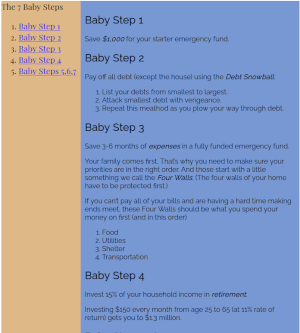 The 7 Baby Steps
1. Baby Step 1
2. Baby Step 2
3. Baby Step 3
4. Baby Step 4
5. Baby Steps 5,6,7
Baby Step 1
Save $1,000 for your starter emergency fund.
Baby Step 2
Pay off all debt (except the house) using the Debt Snowball.
1. List your debts from smallest to largest.
2. Attack smallest debt with vengeance.
3. Repeat this meathod as you plow your way through debt.
Baby Step 3
Save 3-6 months of expenses in a fully funded emergency fund.
Your family comes first. That's why you need to make sure your
priorities are in the right order. And those start with a little
something we call the Four Walls. (The four walls of your home
have to be protected first.)
If you can't pay all of your bills and are having a hard time making
ends meet, these Four Walls should be what you spend your
money on first (and in this order)
1. Food
2. Utilities
3. Shelter
4. Transportation
Baby Step 4
Invest 15% of your household income in retirement.
Investing $150 every month from age 25 to 65 (at 11% rate of
return) gets you to $1.3 million.